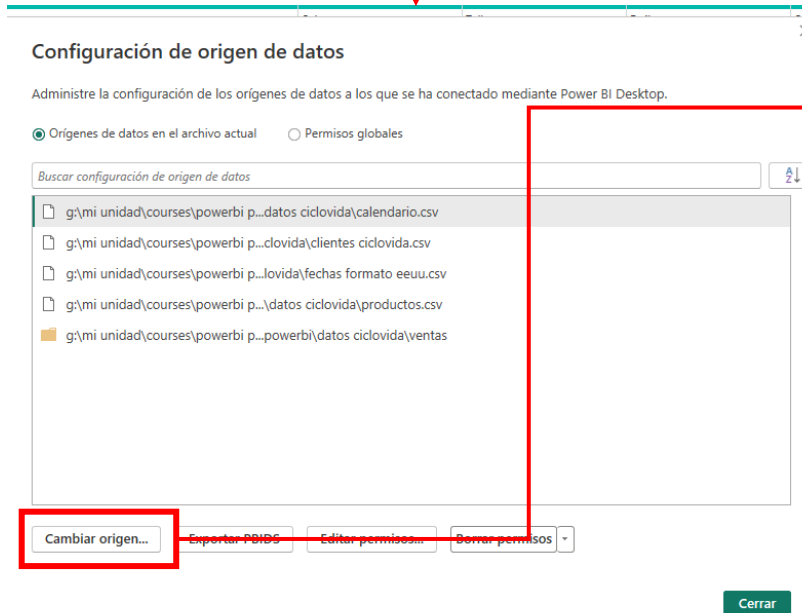 Configuración de origen de datos
Administre la configuración de los orígenes de datos a los que se ha conectado mediante Power BI Desktop.
Orígenes de datos en el archivo actual
Permisos globales
Buscar configuración de origen de datos
A
Z
g:\mi unidad\courses\powerbi p...datos ciclovida\calendario.csv
g:\mi unidad\courses\powerbi p...clovida\clientes ciclovida.csv
g:\mi unidad\courses\powerbi p...lovida\fechas formato eeuu.csv
g:\mi unidad\courses\powerbi p...\datos ciclovida\productos.csv
g:\mi unidad\courses\powerbi p...powerbi\datos ciclovida\ventas
Cambiar origen...
Exportar PBIDS
Editar permisos...
Borrar permisos
Cerrar